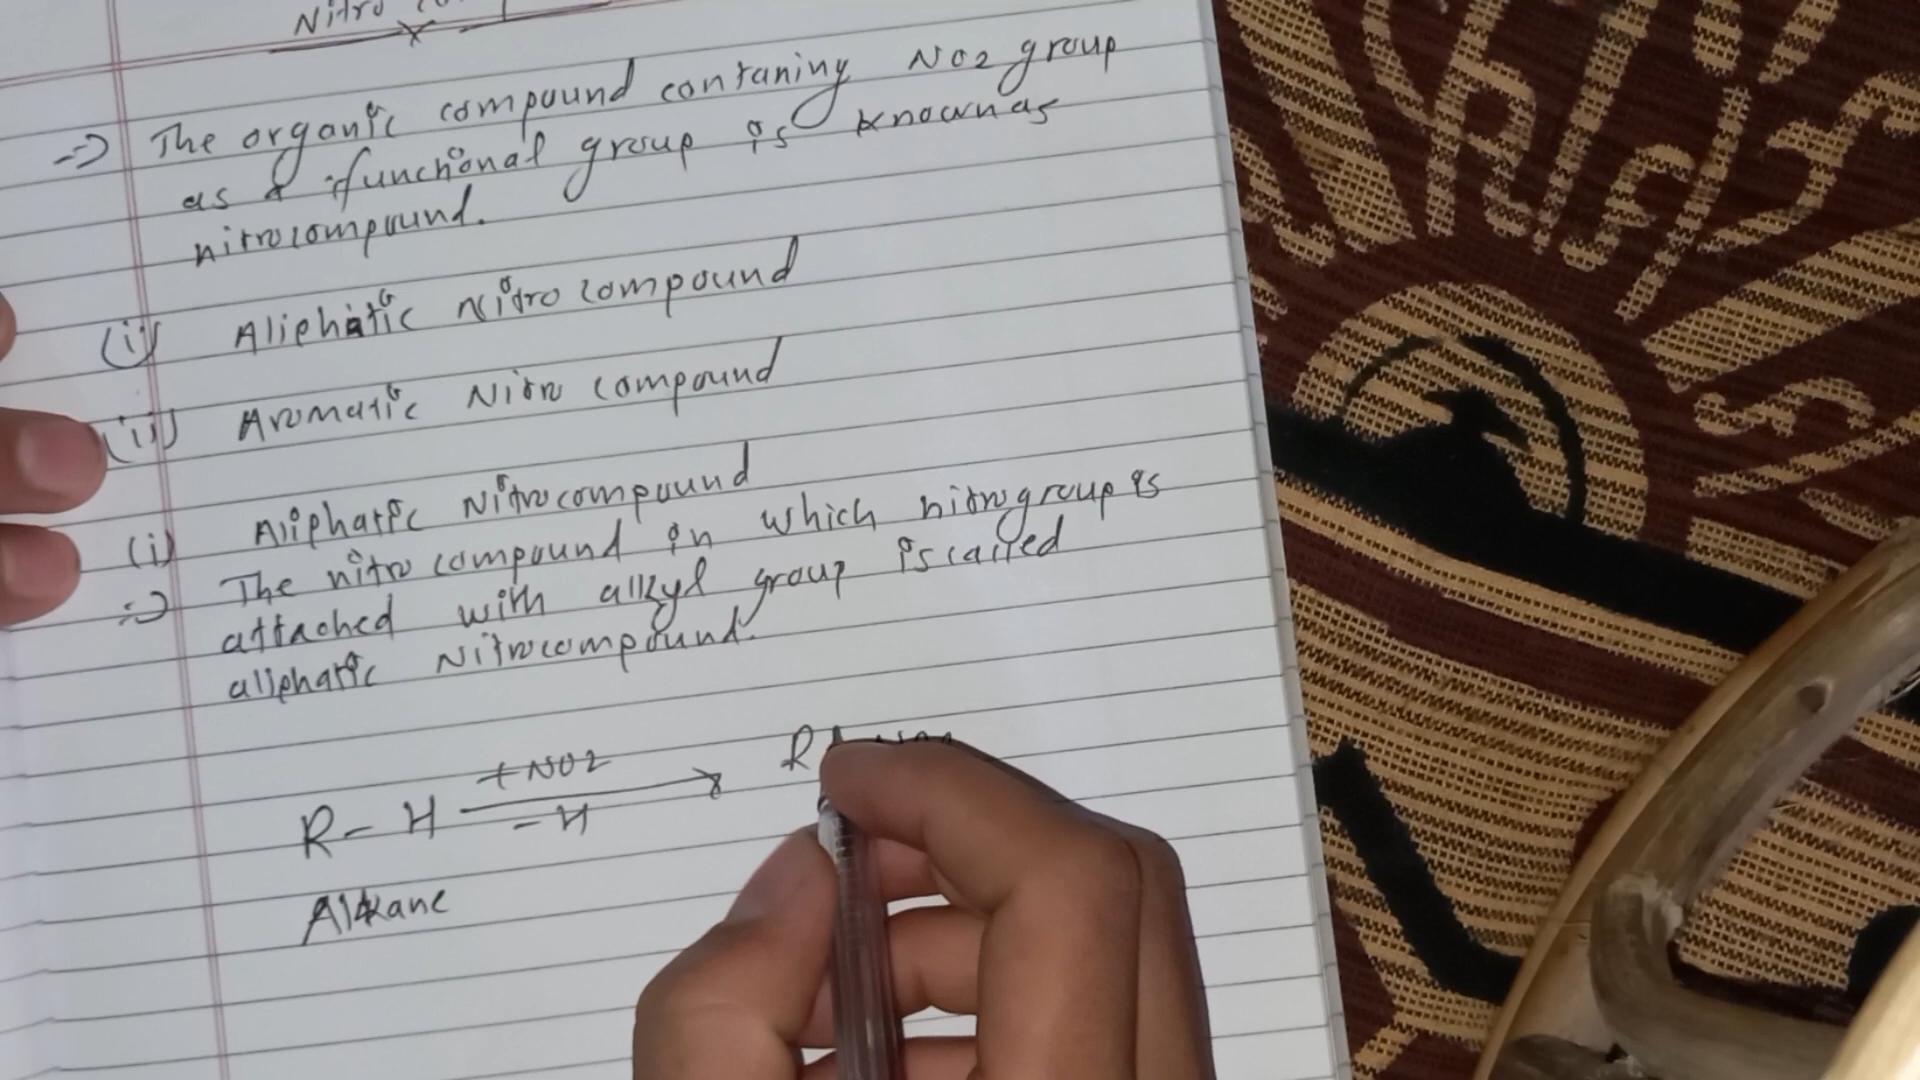 Nitro
=> The organic compound contaning NO2 group
as a functional group is known as
nitrocompound.
(i) Aliphatic Nitro compound
(ii) Aromatic Nitro compound
(i) Aliphatic Nitrocompound
=> The nitro compound in which nitrogroup is
attached with alkyl group is called
aliphatic Nitrocompound.
+NO2
R - H → R
-H
Alkane